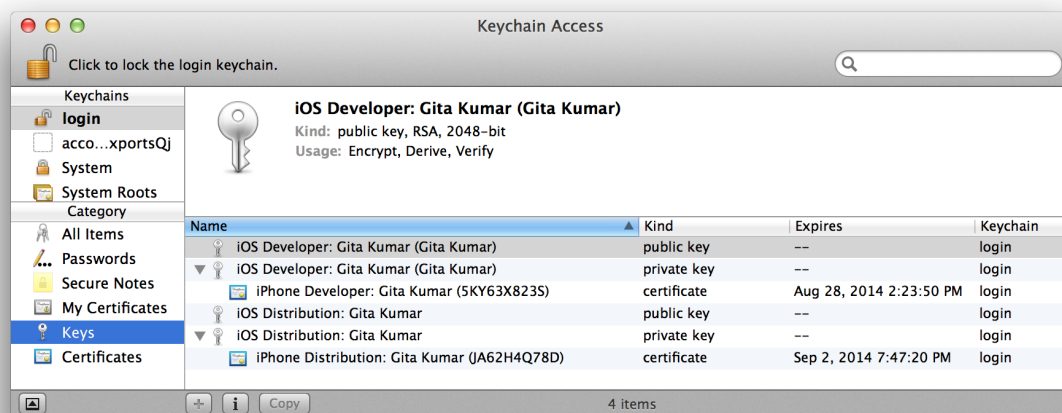 Keychain Access
Click to lock the login keychain.
Keychains
login
acco...xportsQj
System
System Roots
Category
All Items
Passwords
Secure Notes
My Certificates
Keys
Certificates
iOS Developer: Gita Kumar (Gita Kumar)
Kind: public key, RSA, 2048-bit
Usage: Encrypt, Derive, Verify
Name Kind Expires Keychain
iOS Developer: Gita Kumar (Gita Kumar) public key -- login
iOS Developer: Gita Kumar (Gita Kumar) private key -- login
iPhone Developer: Gita Kumar (5KY63X823S) certificate Aug 28, 2014 2:23:50 PM login
iOS Distribution: Gita Kumar public key -- login
iOS Distribution: Gita Kumar private key -- login
iPhone Distribution: Gita Kumar (JA62H4Q78D) certificate Sep 2, 2014 7:47:20 PM login
+ i Copy 4 items